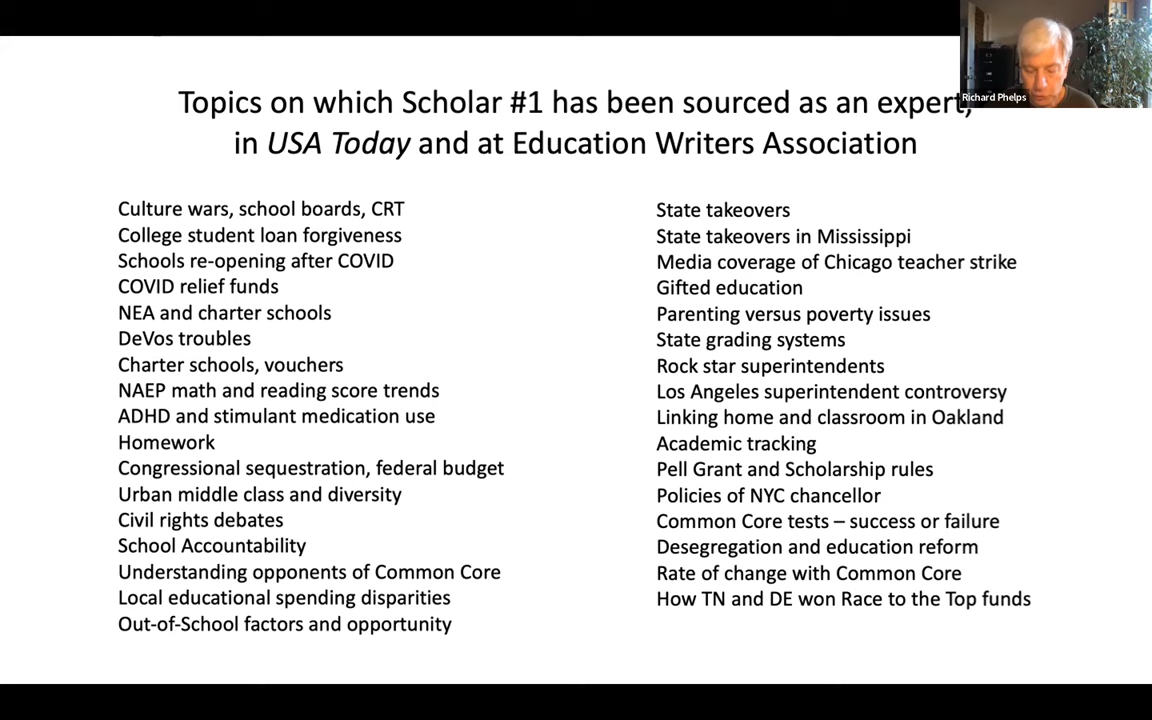 Richard Phelps
Topics on which Scholar #1 has been sourced as an expert,
in USA Today and at Education Writers Association
Culture wars, school boards, CRT
College student loan forgiveness
Schools re-opening after COVID
COVID relief funds
NEA and charter schools
DeVos troubles
Charter schools, vouchers
NAEP math and reading score trends
ADHD and stimulant medication use
Homework
Congressional sequestration, federal budget
Urban middle class and diversity
Civil rights debates
School Accountability
Understanding opponents of Common Core
Local educational spending disparities
Out-of-School factors and opportunity
State takeovers
State takeovers in Mississippi
Media coverage of Chicago teacher strike
Gifted education
Parenting versus poverty issues
State grading systems
Rock star superintendents
Los Angeles superintendent controversy
Linking home and classroom in Oakland
Academic tracking
Pell Grant and Scholarship rules
Policies of NYC chancellor
Common Core tests – success or failure
Desegregation and education reform
Rate of change with Common Core
How TN and DE won Race to the Top funds